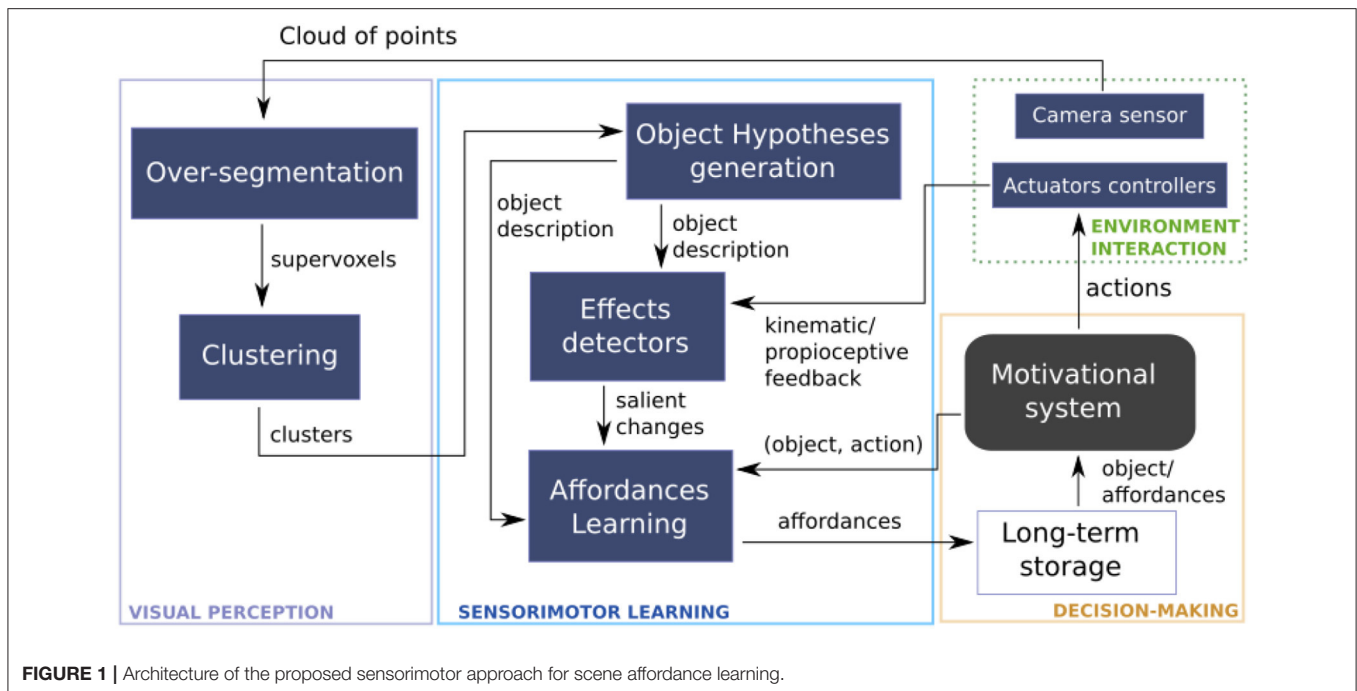 Cloud of points
Over-segmentation
supervoxels
Clustering
clusters
VISUAL PERCEPTION
Object Hypotheses
generation
object
description
object
description
Effects
detectors
kinematic/
propioceptive
feedback
salient
changes
(object, action)
Affordances
Learning
affordances
SENSORIMOTOR LEARNING
Camera sensor
Actuators controllers
ENVIRONMENT
INTERACTION
actions
Motivational
system
object/
affordances
Long-term
storage
DECISION-MAKING
FIGURE 1 | Architecture of the proposed sensorimotor approach for scene affordance learning.